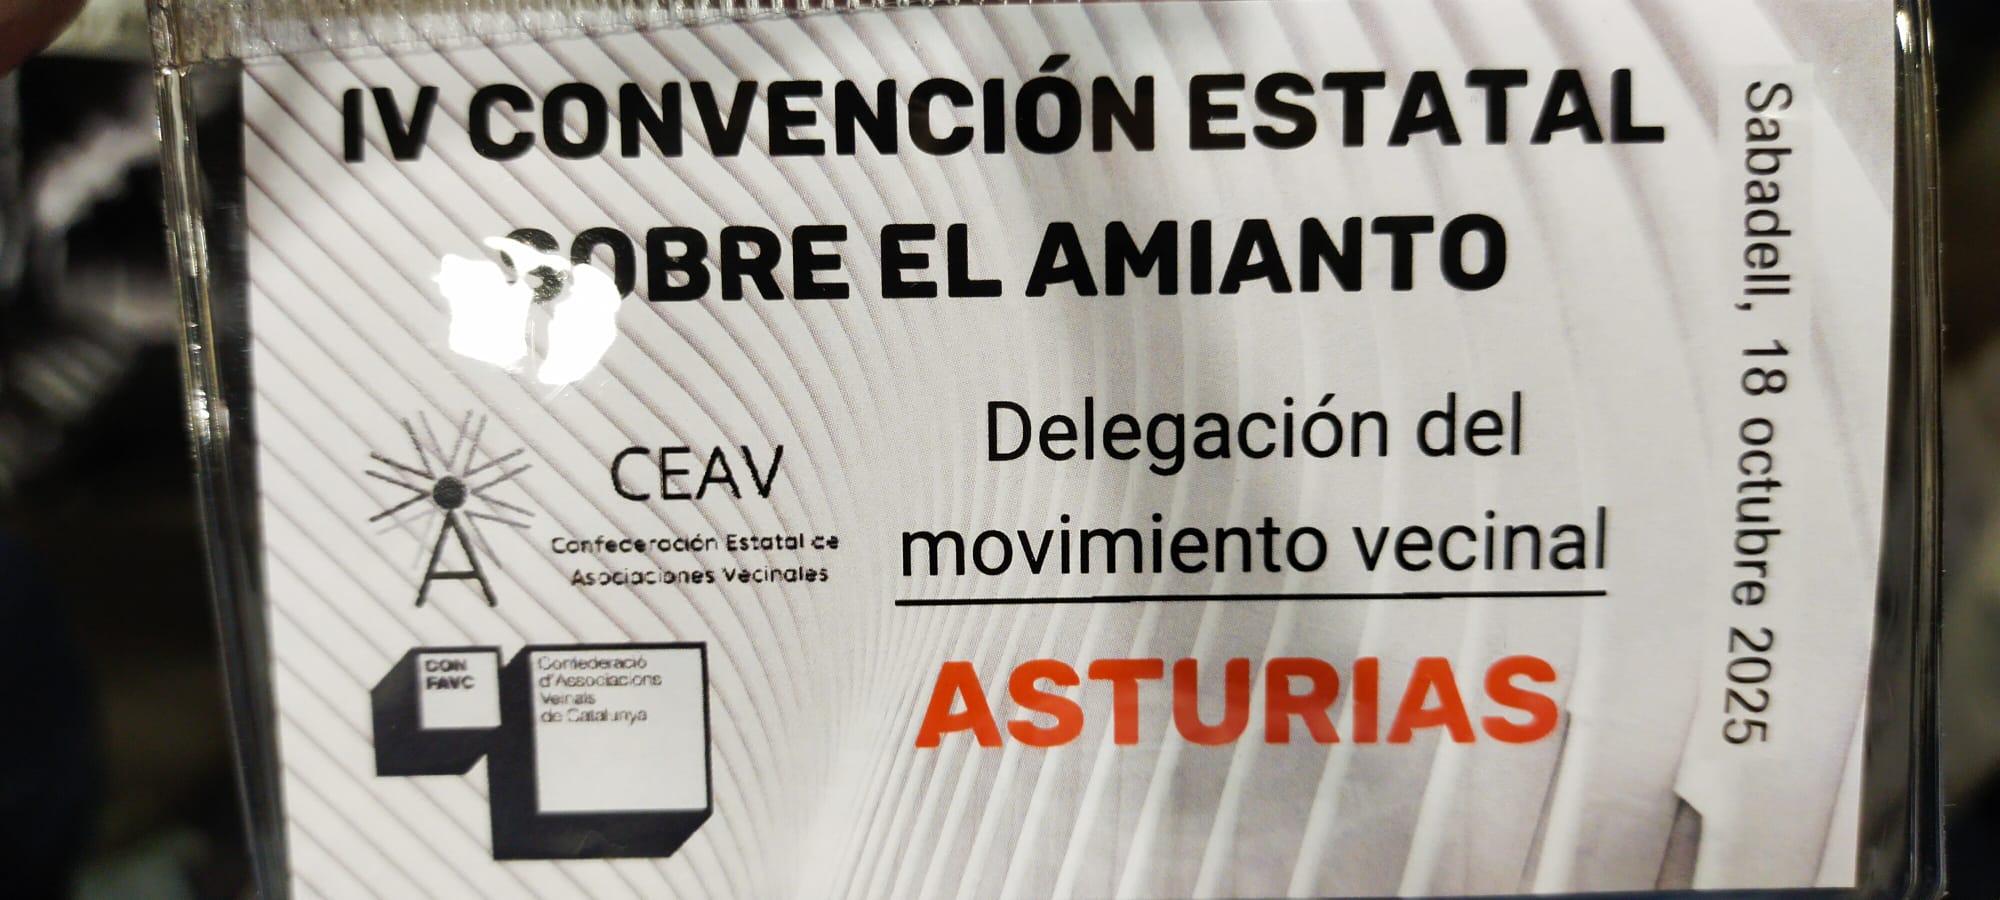 IV CONVENCIÓN ESTATAL
SOBRE EL AMIANTO
CEAV
Confederación Estatal de
Asociaciones Vecinales
CON
FAVC
Confederació
d'Associacions
Veïnals
de Catalunya
Delegación del
movimiento vecinal
ASTURIAS
Sabadell, 18 octubre 2025